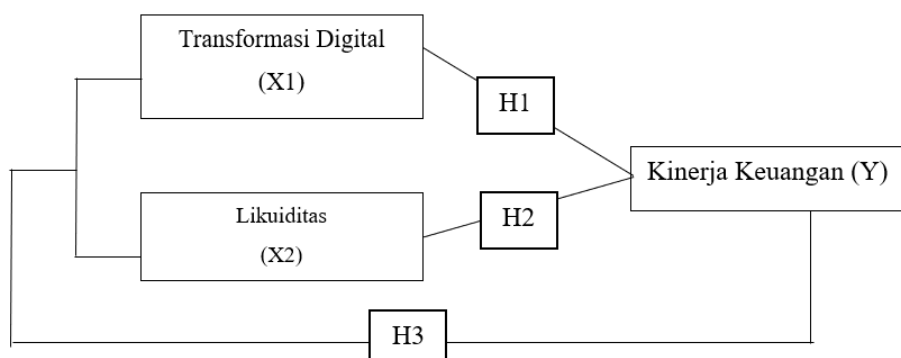 Transformasi Digital
(X1)
H1
Kinerja Keuangan (Y)
Likuiditas
(X2)
H2
H3